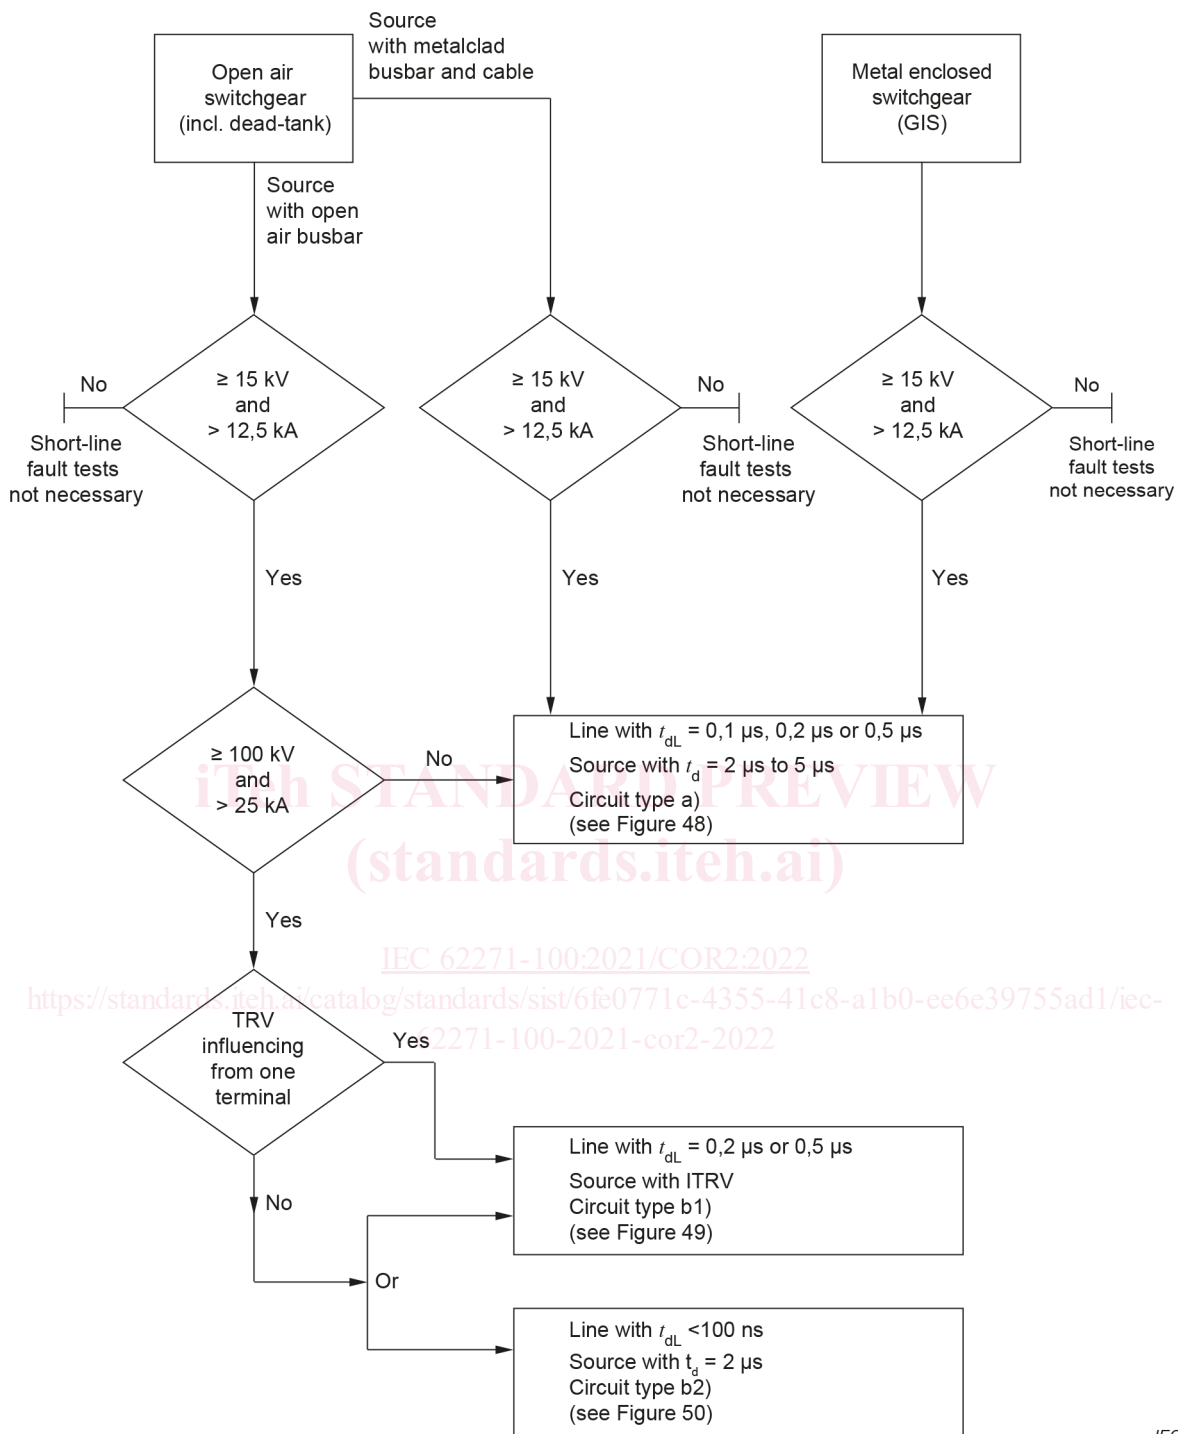 Source
with metalclad
busbar and cable
Open air
switchgear
(incl. dead-tank)
Metal enclosed
switchgear
(GIS)
Source
with open
air busbar
≥ 15 kV
and
> 12,5 kA
No
Short-line
fault tests
not necessary
≥ 15 kV
and
> 12,5 kA
No
Short-line
fault tests
not necessary
≥ 15 kV
and
> 12,5 kA
No
Short-line
fault tests
not necessary
Yes
Yes
Yes
≥ 100 kV
and
> 25 kA
No
Line with tdL = 0,1 µs, 0,2 µs or 0,5 µs
Source with td = 2 µs to 5 µs
Circuit type a)
(see Figure 48)
iTeh STANDARD PREVIEW
(standards.iteh.ai)
Yes
IEC 62271-100:2021/COR2:2022
https://standards.iteh.ai/catalog/standards/sist/6fe0771c-4355-41c8-a1b0-ee6e39755ad1/iec-
62271-100-2021-cor2-2022
TRV
influencing
from one
terminal
Yes
No
Line with tdL = 0,2 µs or 0,5 µs
Source with ITRV
Circuit type b1)
(see Figure 49)
Or
Line with tdL <100 ns
Source with td = 2 µs
Circuit type b2)
(see Figure 50)